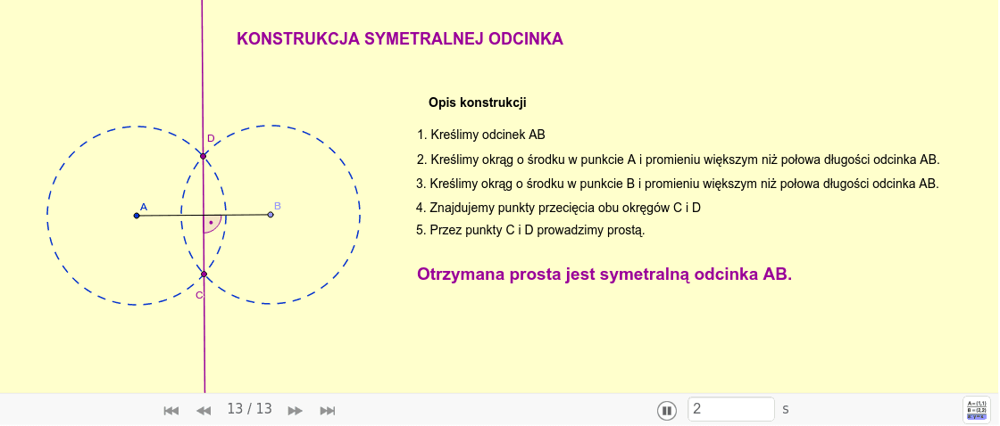 KONSTRUKCJA SYMETRALNEJ ODCINKA
Opis konstrukcji
1. Kreślimy odcinek AB
2. Kreślimy okrąg o środku w punkcie A i promieniu większym niż połowa długości odcinka AB.
3. Kreślimy okrąg o środku w punkcie B i promieniu większym niż połowa długości odcinka AB.
4. Znajdujemy punkty przecięcia obu okręgów C i D
5. Przez punkty C i D prowadzimy prostą.
Otrzymana prosta jest symetralną odcinka AB.
D
A
B
C
13 / 13
2 s
A=(1,1)